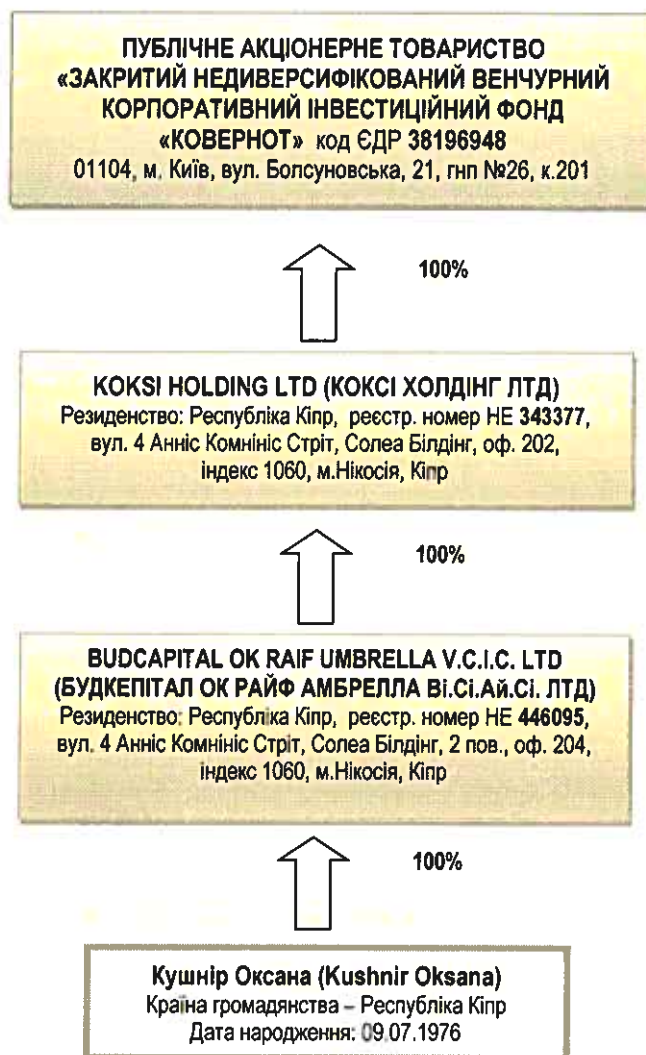 ПУБЛІЧНЕ АКЦІОНЕРНЕ ТОВАРИСТВО
«ЗАКРИТИЙ НЕДИВЕРСИФІКОВАНИЙ ВЕНЧУРНИЙ
КОРПОРАТИВНИЙ ІНВЕСТИЦІЙНИЙ ФОНД
«КОВЕРНОТ» код ЄДР 38196948
01104, м. Київ, вул. Болсуновська, 21, гнп №26, к.201
100%
KOKSI HOLDING LTD (КОКСІ ХОЛДІНГ ЛТД)
Резиденство: Республіка Кіпр, реєстр. номер НЕ 343377,
вул. 4 Анніс Комнініс Стріт, Солеа Білдінг, оф. 202,
індекс 1060, м.Нікосія, Кіпр
100%
BUDCAPITAL OK RAIF UMBRELLA V.C.I.C. LTD
(БУДКЕПІТАЛ ОК РАЙФ АМБРЕЛЛА Ві.Сі.Ай.Сі. ЛТД)
Резиденство: Республіка Кіпр, реєстр. номер НЕ 446095,
вул. 4 Анніс Комнініс Стріт, Солеа Білдінг, 2 пов., оф. 204,
індекс 1060, м.Нікосія, Кіпр
100%
Кушнір Оксана (Kushnir Oksana)
Країна громадянства – Республіка Кіпр
Дата народження: 09.07.1976